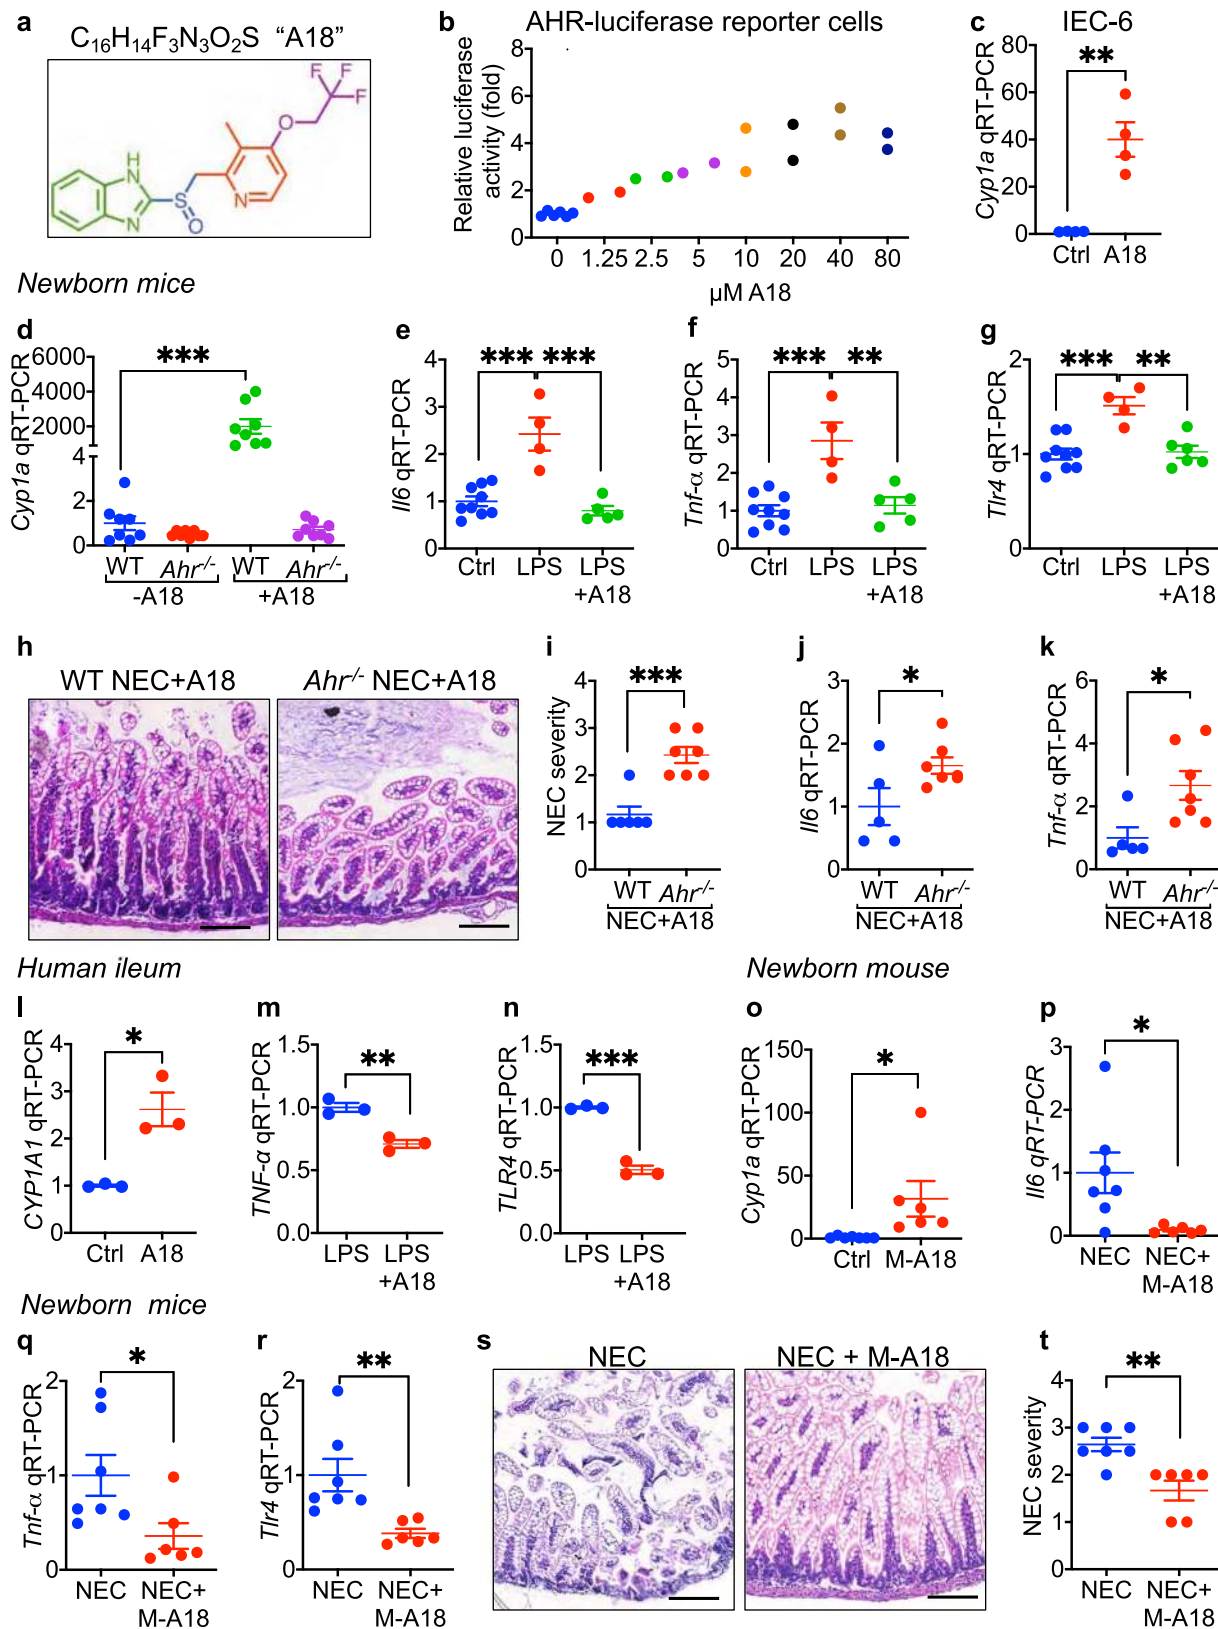 a
C16H14F3N3O2S "A18"
F
F
F
O
H
N
N
S
O
N
b
AHR-luciferase reporter cells
Relative luciferase
activity (fold)
8
6
4
2
0
0 1.25 2.5 5 10 20 40 80
µM A18
c
IEC-6
Cyp1a qRT-PCR
80
60
40
20
0
**
Ctrl A18
Newborn mice
d
Cyp1a qRT-PCR
6000
4000
2000
4
2
0
***
WT Ahr-/- WT Ahr-/-
-A18 +A18
e
Il6 qRT-PCR
4
3
2
1
0
*** ***
Ctrl LPS LPS
+A18
f
Tnf-α qRT-PCR
5
4
3
2
1
0
*** **
Ctrl LPS LPS
+A18
g
Tlr4 qRT-PCR
2
1
0
*** **
Ctrl LPS LPS
+A18
h
WT NEC+A18 Ahr-/- NEC+A18
i
NEC severity
4
3
2
1
0
***
WT Ahr-/-
NEC+A18
j
Il6 qRT-PCR
3
2
1
0
*
WT Ahr-/-
NEC+A18
k
Tnf-α qRT-PCR
6
4
2
0
*
WT Ahr-/-
NEC+A18
Human ileum
l
CYP1A1 qRT-PCR
4
3
2
1
0
*
Ctrl A18
m
TNF-α qRT-PCR
1.5
1.0
0.5
0.0
**
LPS LPS
+A18
n
TLR4 qRT-PCR
1.5
1.0
0.5
0.0
***
LPS LPS
+A18
Newborn mouse
o
Cyp1a qRT-PCR
150
100
50
0
*
Ctrl M-A18
p
Il6 qRT-PCR
3
2
1
0
*
NEC NEC+
M-A18
Newborn mice
q
Tnf-α qRT-PCR
2
1
0
*
NEC NEC+
M-A18
r
Tlr4 qRT-PCR
2
1
0
**
NEC NEC+
M-A18
s
NEC NEC + M-A18
t
NEC severity
4
3
2
1
0
**
NEC NEC+
M-A18